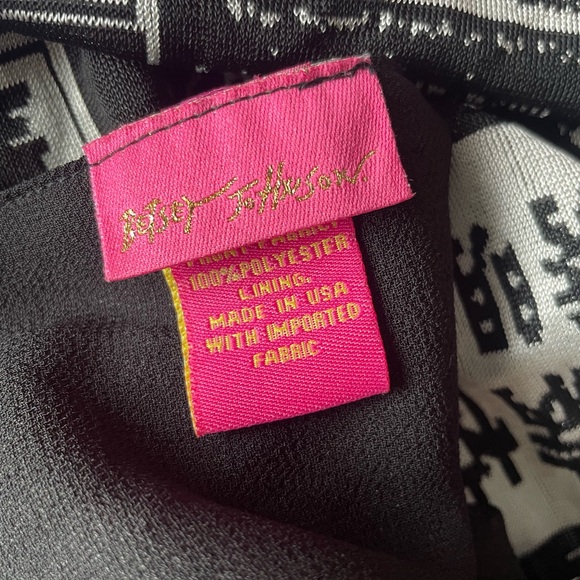 BETSEY JOHNSON.
100% POLYESTER
LINING.
MADE IN USA
WITH IMPORTED
FABRIC